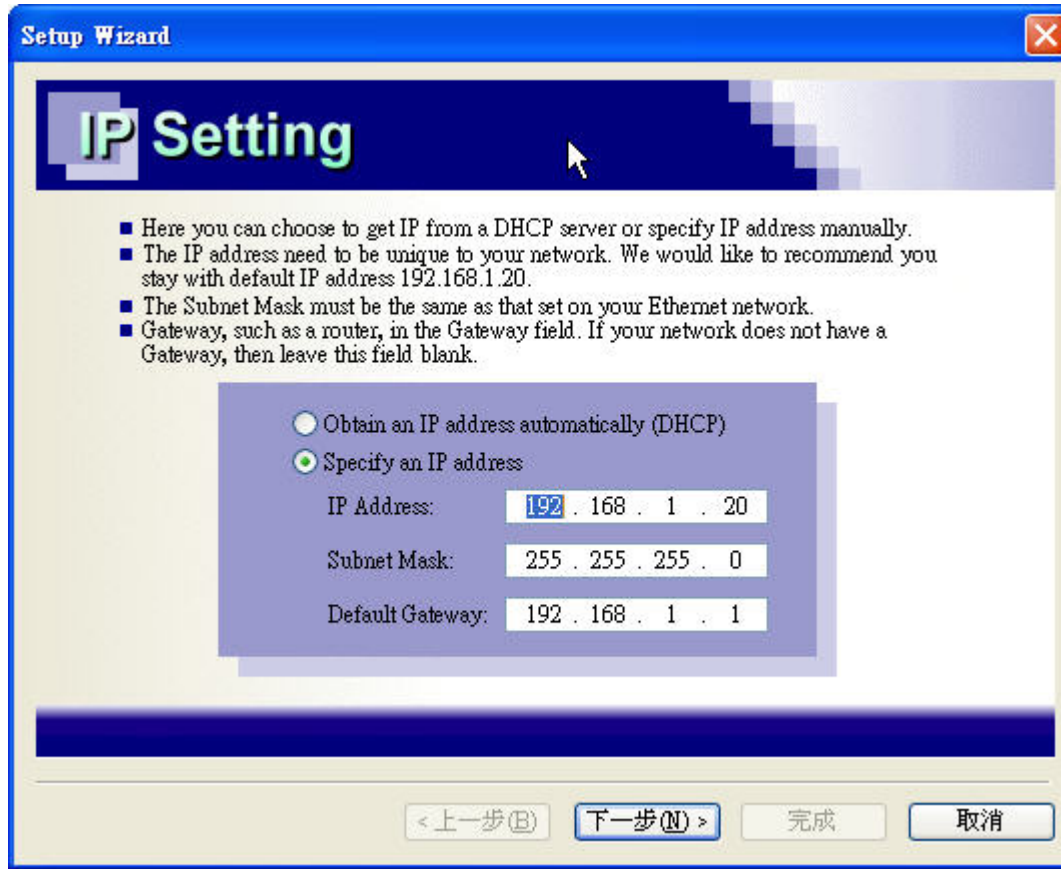 Setup Wizard
IP Setting
Here you can choose to get IP from a DHCP server or specify IP address manually.
The IP address need to be unique to your network. We would like to recommend you
stay with default IP address 192.168.1.20.
The Subnet Mask must be the same as that set on your Ethernet network.
Gateway, such as a router, in the Gateway field. If your network does not have a
Gateway, then leave this field blank.
Obtain an IP address automatically (DHCP)
Specify an IP address
IP Address: 192 . 168 . 1 . 20
Subnet Mask: 255 . 255 . 255 . 0
Default Gateway: 192 . 168 . 1 . 1
< 上一步(B) 下一步(N) > 完成 取消